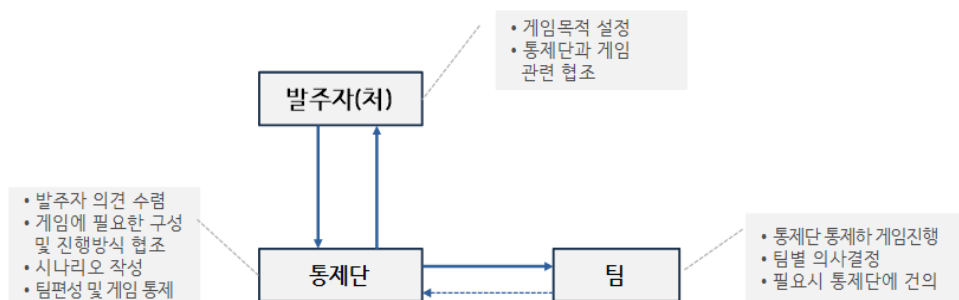 • 게임목적 설정
• 통제단과 게임
관련 협조
발주자(처)
• 발주자 의견 수렴
• 게임에 필요한 구성
및 진행방식 협조
• 시나리오 작성
• 팀편성 및 게임 통제
통제단
팀
• 통제단 통제하 게임진행
• 팀별 의사결정
• 필요시 통제단에 건의